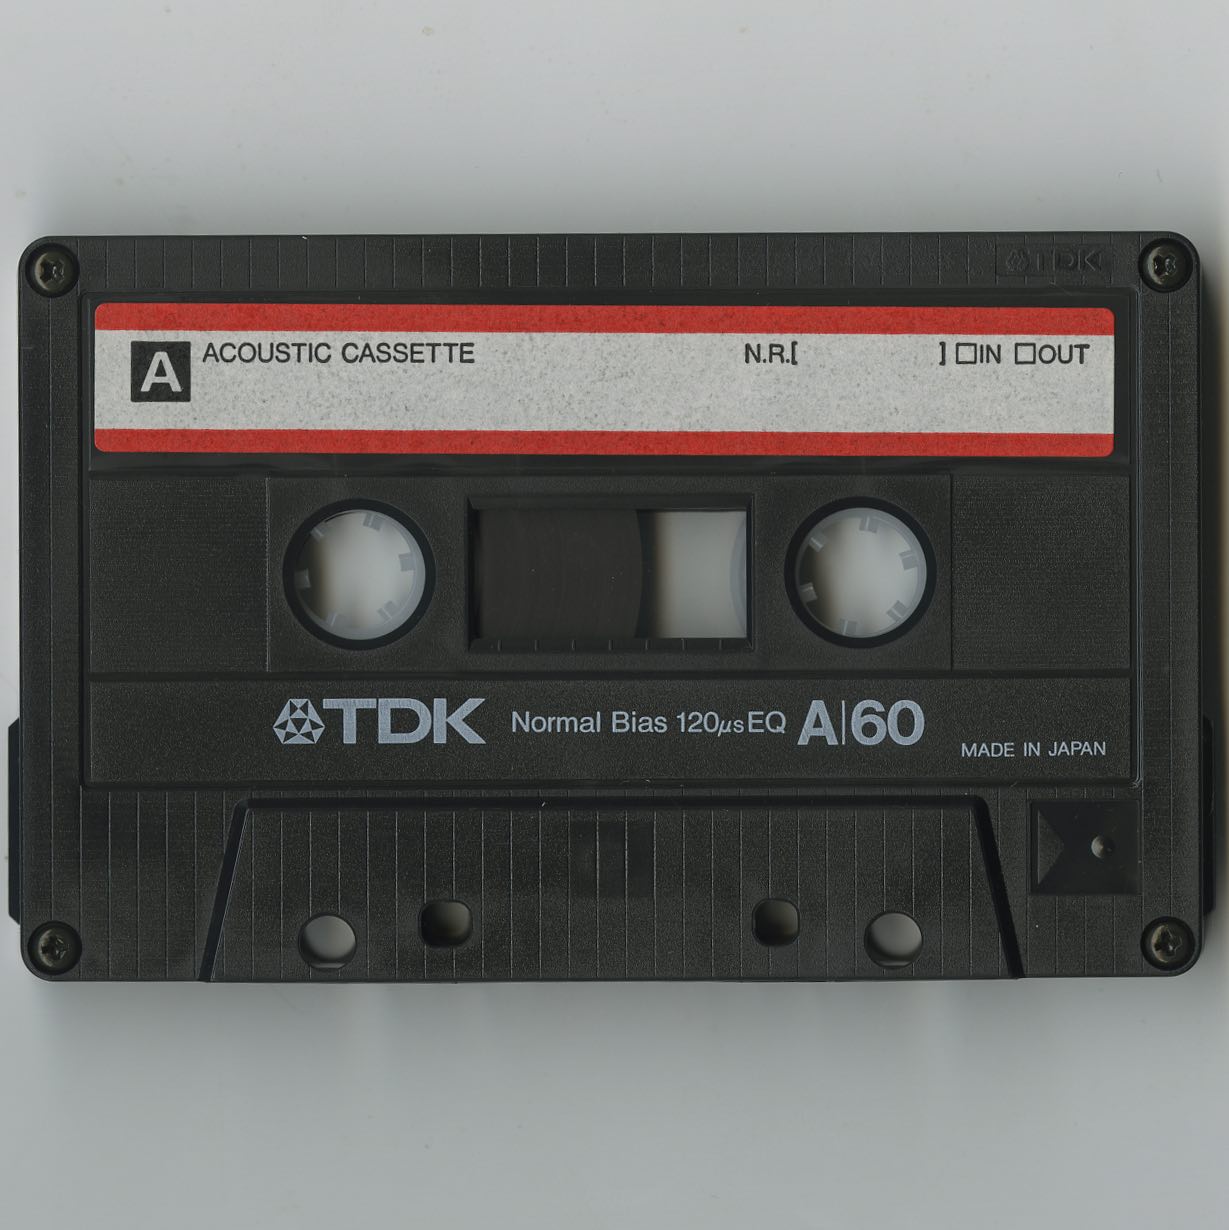 TDK
A ACOUSTIC CASSETTE N.R.[ ] □IN □OUT
TDK Normal Bias 120µs EQ A|60
MADE IN JAPAN